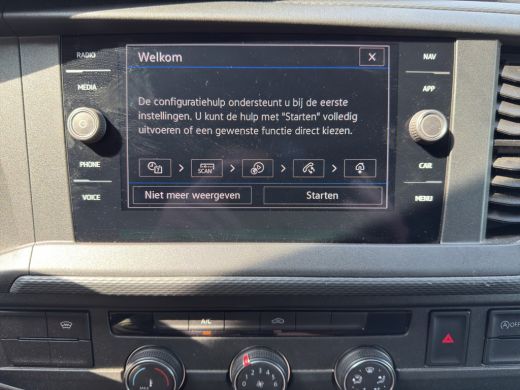 Welkom
RADIO
MEDIA
PHONE
VOICE
NAV
APP
CAR
MENU
De configuratiehulp ondersteunt u bij de eerste
instellingen. U kunt de hulp met "Starten" volledig
uitvoeren of een gewenste functie direct kiezen.
SCAN
Niet meer weergeven
Starten
A/C
OFF